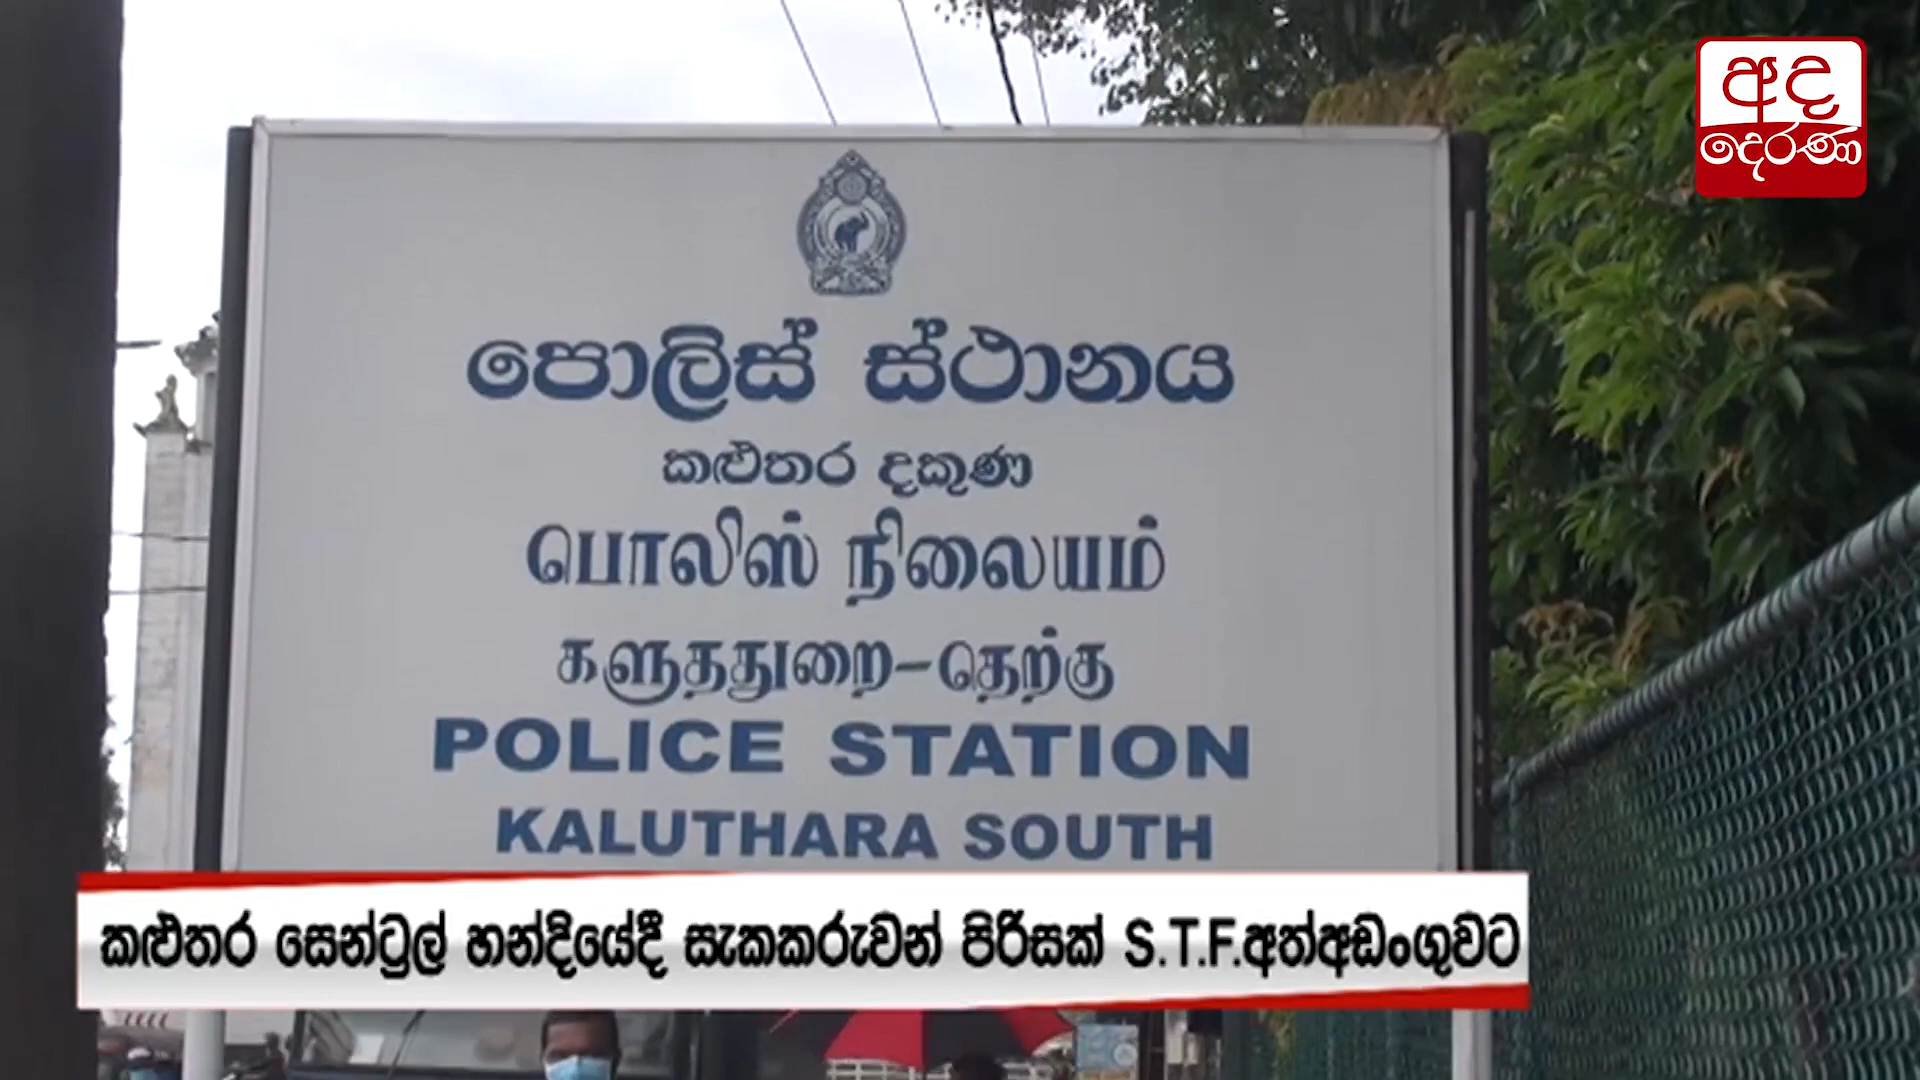 අද
දෙරණ
පොලිස් ස්ථානය
කළුතර දකුණ
பொலிஸ் நிலையம்
களுததுறை-தெற்கு
POLICE STATION
KALUTHARA SOUTH
කළුතර සෙන්ට්‍රල් හන්දියේදී සැකකරුවන් පිරිසක් S.T.F.අත්අඩංගුවට